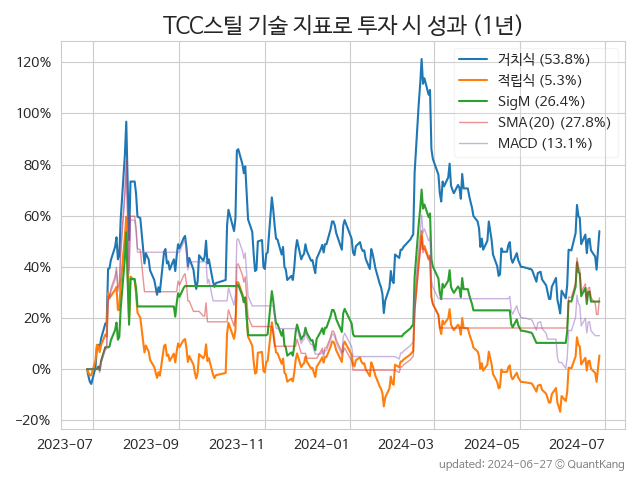 TCC스틸 기술 지표로 투자 시 성과 (1년)
120%
100%
80%
60%
40%
20%
0%
−20%
거치식 (53.8%)
적립식 (5.3%)
SigM (26.4%)
SMA(20) (27.8%)
MACD (13.1%)
2023-07
2023-09
2023-11
2024-01
2024-03
2024-05
2024-07
updated: 2024-06-27 © QuantKang